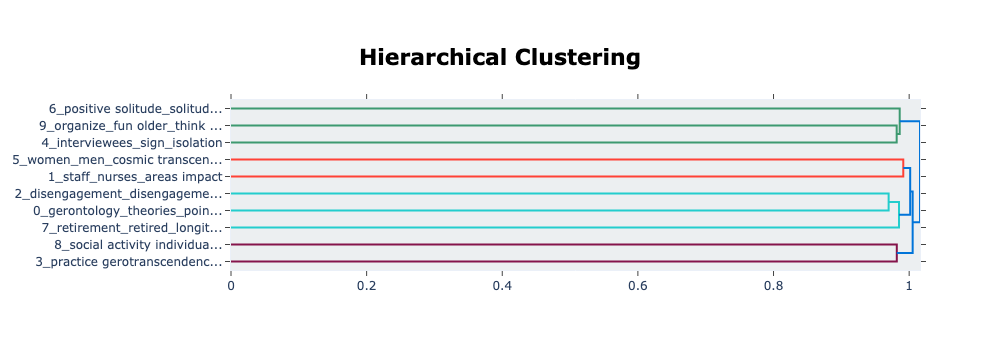 Hierarchical Clustering
6_positive solitude_solitud...
9_organize_fun older_think ...
4_interviewees_sign_isolation
5_women_men_cosmic transcen...
1_staff_nurses_areas impact
2_disengagement_disengageme...
0_gerontology_theories_poin...
7_retirement_retired_longit...
8_social activity individua...
3_practice gerotranscendenc...
0 0.2 0.4 0.6 0.8 1